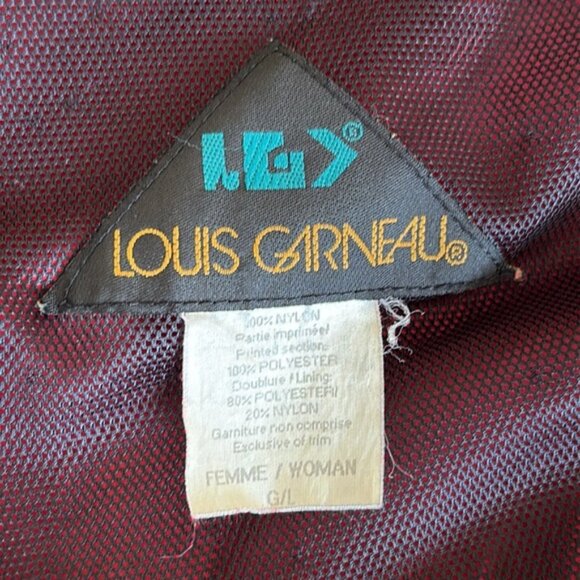 LG®
LOUIS GARNEAU®
100% NYLON
Partie imprimée/
Printed section:
100% POLYESTER
Doublure / Lining:
80% POLYESTER/
20% NYLON
Garniture non comprise
Exclusive of trim
FEMME / WOMAN
G/L